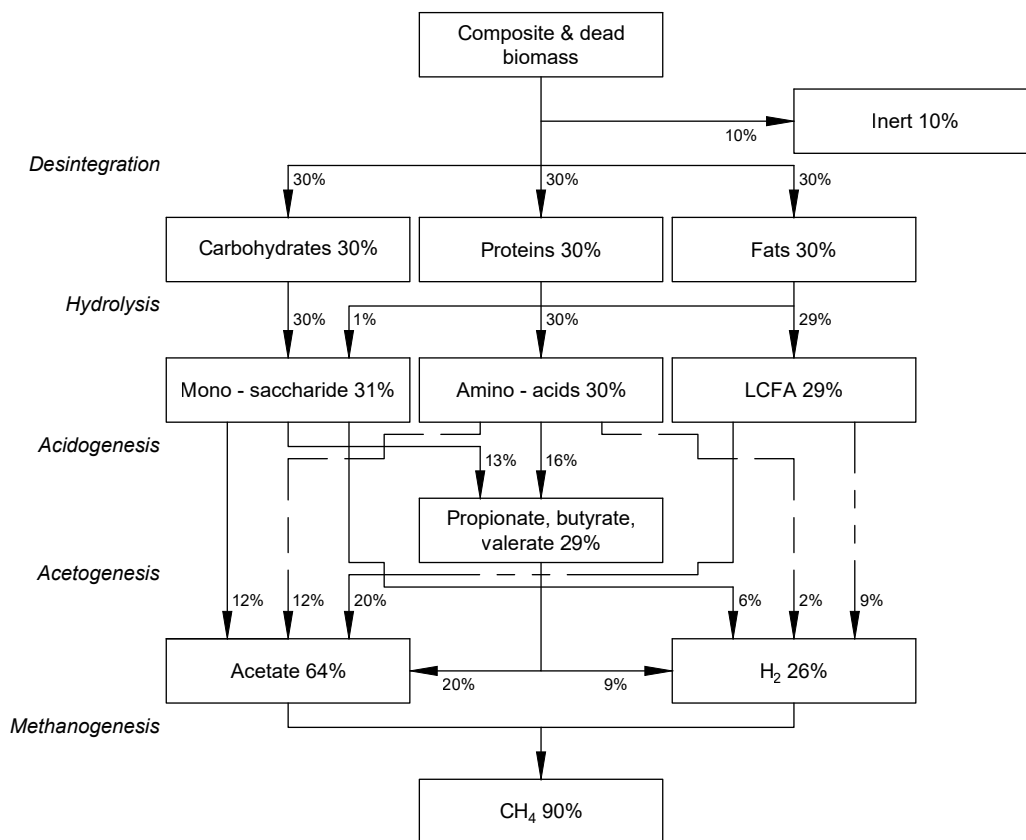 Composite & dead
biomass
10%
Inert 10%
Desintegration
30%
30%
30%
Carbohydrates 30%
Proteins 30%
Fats 30%
Hydrolysis
30%
1%
30%
29%
Mono - saccharide 31%
Amino - acids 30%
LCFA 29%
Acidogenesis
13%
16%
Propionate, butyrate,
valerate 29%
Acetogenesis
12%
12%
20%
6%
2%
9%
Acetate 64%
20%
9%
H₂ 26%
Methanogenesis
CH₄ 90%